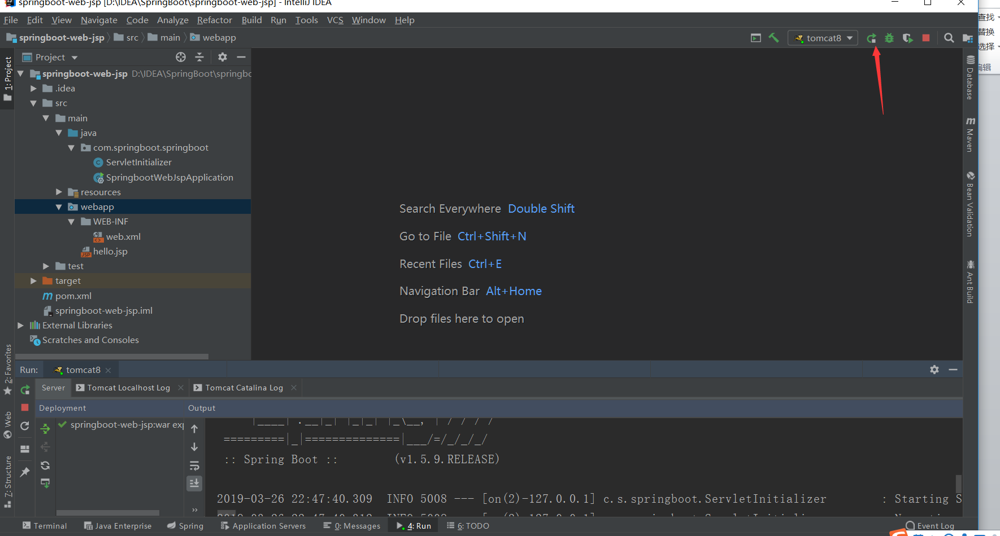 springboot-web-jsp [D:\IDEA\SpringBoot\springboot-web-jsp] - IntelliJ IDEA
File Edit View Navigate Code Analyze Refactor Build Run Tools VCS Window Help
springboot-web-jsp src main webapp
tomcat8
查找
替换
选择
编辑
Project
1: Project
springboot-web-jsp D:\IDEA\SpringBoot\springbo
.idea
src
main
java
com.springboot.springboot
ServletInitializer
SpringbootWebJspApplication
resources
webapp
WEB-INF
web.xml
hello.jsp
JSP
test
target
pom.xml
springboot-web-jsp.iml
External Libraries
Scratches and Consoles
Search Everywhere Double Shift
Go to File Ctrl+Shift+N
Recent Files Ctrl+E
Navigation Bar Alt+Home
Drop files here to open
Database
Maven
Bean Validation
Ant Build
2: Favorites
Web
7: Structure
Run: tomcat8
Server Tomcat Localhost Log Tomcat Catalina Log
Deployment Output
springboot-web-jsp:war exp
|____| .__|_| |_|_| |_\__, | / / / /
=========|_|==============|___/=/_/_/_/
:: Spring Boot :: (v1.5.9.RELEASE)
2019-03-26 22:47:40.309 INFO 5008 --- [on(2)-127.0.0.1] c.s.springboot.ServletInitializer : Starting S
Terminal Java Enterprise Spring Application Servers 0: Messages 4: Run 6: TODO Event Log